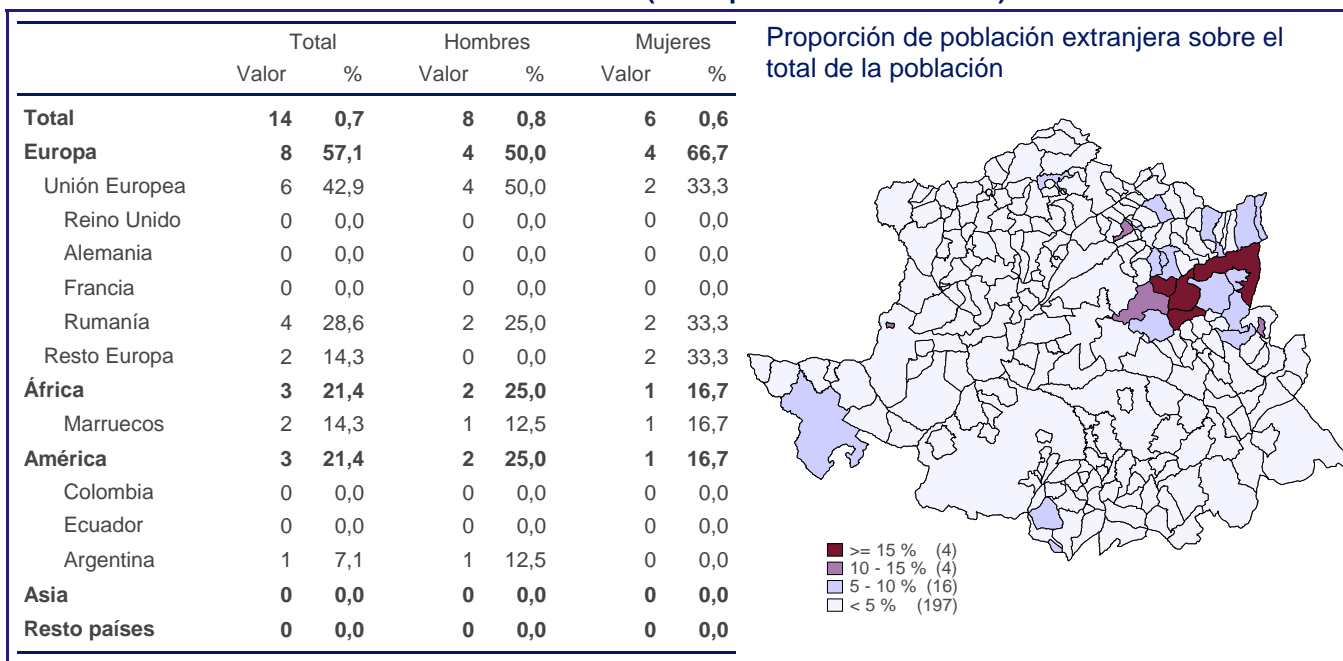 Total Hombres Mujeres
Valor % Valor % Valor %
Total 14 0,7 8 0,8 6 0,6
Europa 8 57,1 4 50,0 4 66,7
Unión Europea 6 42,9 4 50,0 2 33,3
Reino Unido 0 0,0 0 0,0 0 0,0
Alemania 0 0,0 0 0,0 0 0,0
Francia 0 0,0 0 0,0 0 0,0
Rumanía 4 28,6 2 25,0 2 33,3
Resto Europa 2 14,3 0 0,0 2 33,3
África 3 21,4 2 25,0 1 16,7
Marruecos 2 14,3 1 12,5 1 16,7
América 3 21,4 2 25,0 1 16,7
Colombia 0 0,0 0 0,0 0 0,0
Ecuador 0 0,0 0 0,0 0 0,0
Argentina 1 7,1 1 12,5 0 0,0
Asia 0 0,0 0 0,0 0 0,0
Resto países 0 0,0 0 0,0 0 0,0
Proporción de población extranjera sobre el
total de la población
>= 15 % (4)
10 - 15 % (4)
5 - 10 % (16)
< 5 % (197)